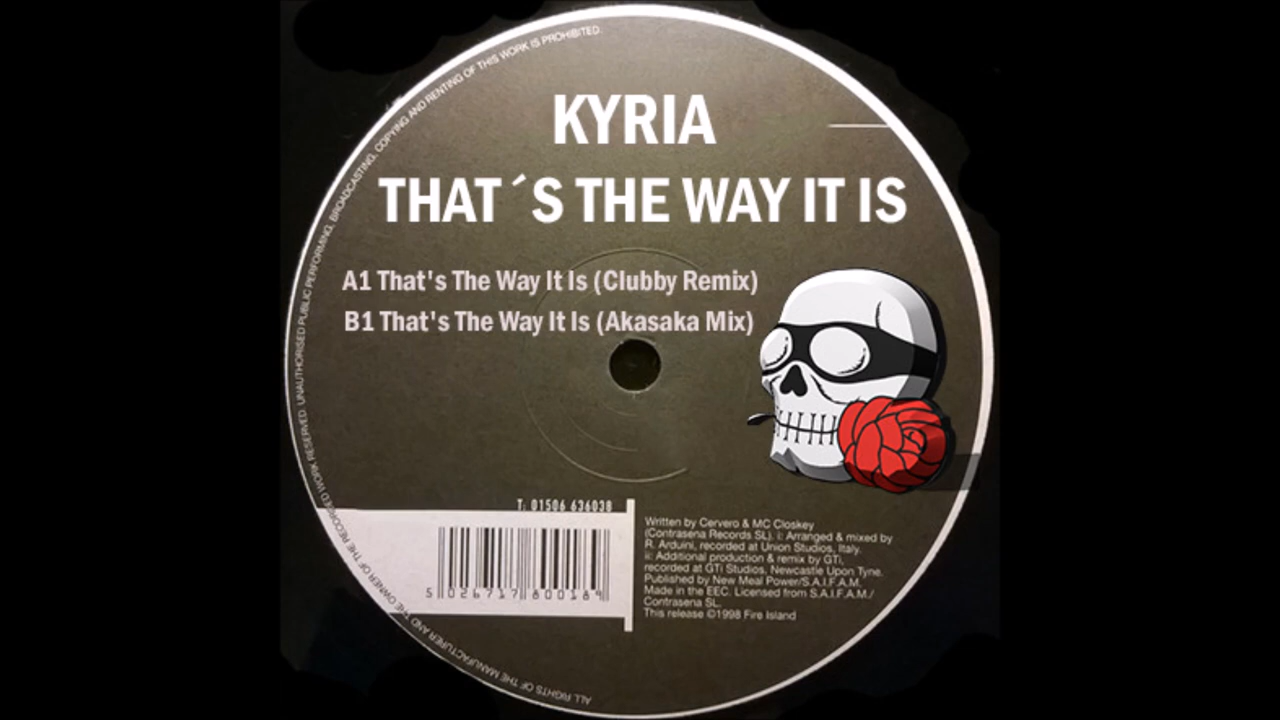 KYRIA
THAT´S THE WAY IT IS
A1 That's The Way It Is (Clubby Remix)
B1 That's The Way It Is (Akasaka Mix)
T: 01506 636038
5 026717 800189
Written by Cervero & MC Closkey
(Contrasena Records SL). i: Arranged & mixed by
R. Arduini, recorded at Union Studios, Italy.
ii: Additional production & remix by GTi,
recorded at GTi Studios, Newcastle Upon Tyne.
Published by New Meal Power/S.A.I.F.A.M.
Made in the EEC. Licensed from S.A.I.F.A.M./
Contrasena SL.
This release ©1998 Fire Island
ALL RIGHTS OF THE MANUFACTURER AND THE OWNER OF THE RECORDED WORK RESERVED. UNAUTHORISED PUBLIC PERFORMING, BROADCASTING, COPYING AND RENTING OF THIS WORK IS PROHIBITED.